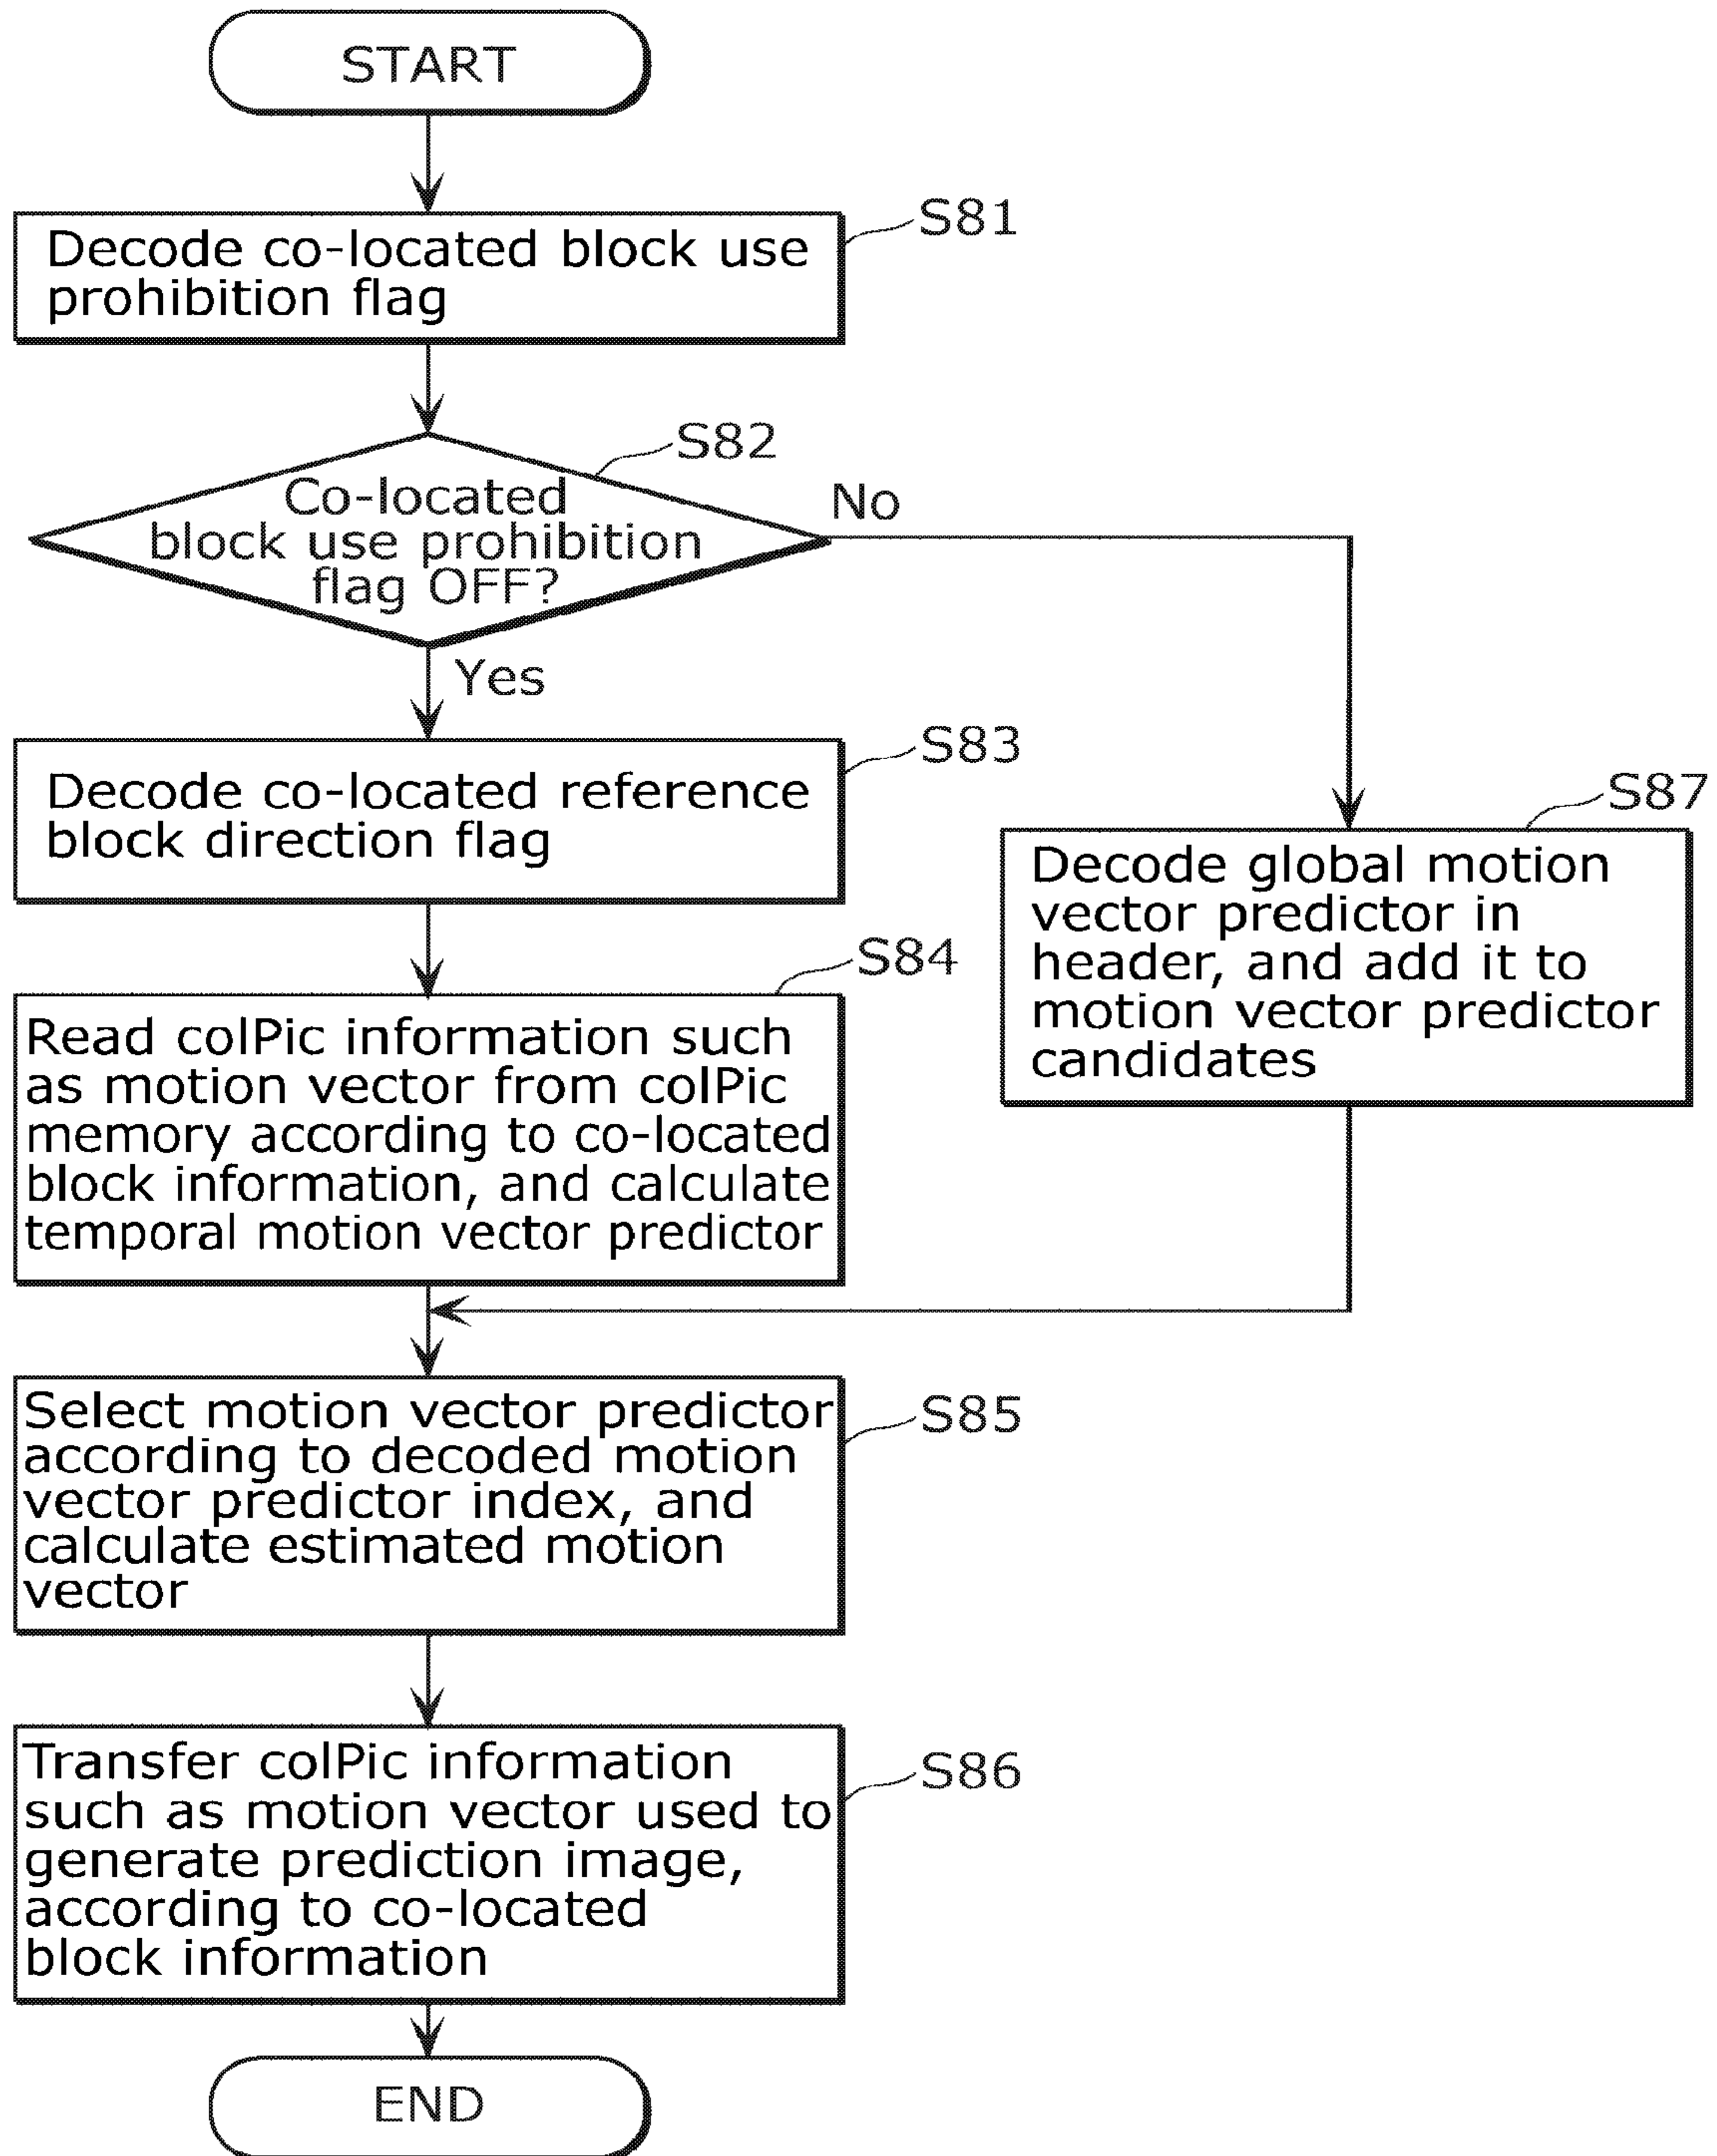 START
S81
Decode co-located block use
prohibition flag
S82
Co-located
block use prohibition
flag OFF?
No
Yes
S83
Decode co-located reference
block direction flag
S87
Decode global motion
vector predictor in
header, and add it to
motion vector predictor
candidates
S84
Read colPic information such
as motion vector from colPic
memory according to co-located
block information, and calculate
temporal motion vector predictor
S85
Select motion vector predictor
according to decoded motion
vector predictor index, and
calculate estimated motion
vector
S86
Transfer colPic information
such as motion vector used to
generate prediction image,
according to co-located
block information
END